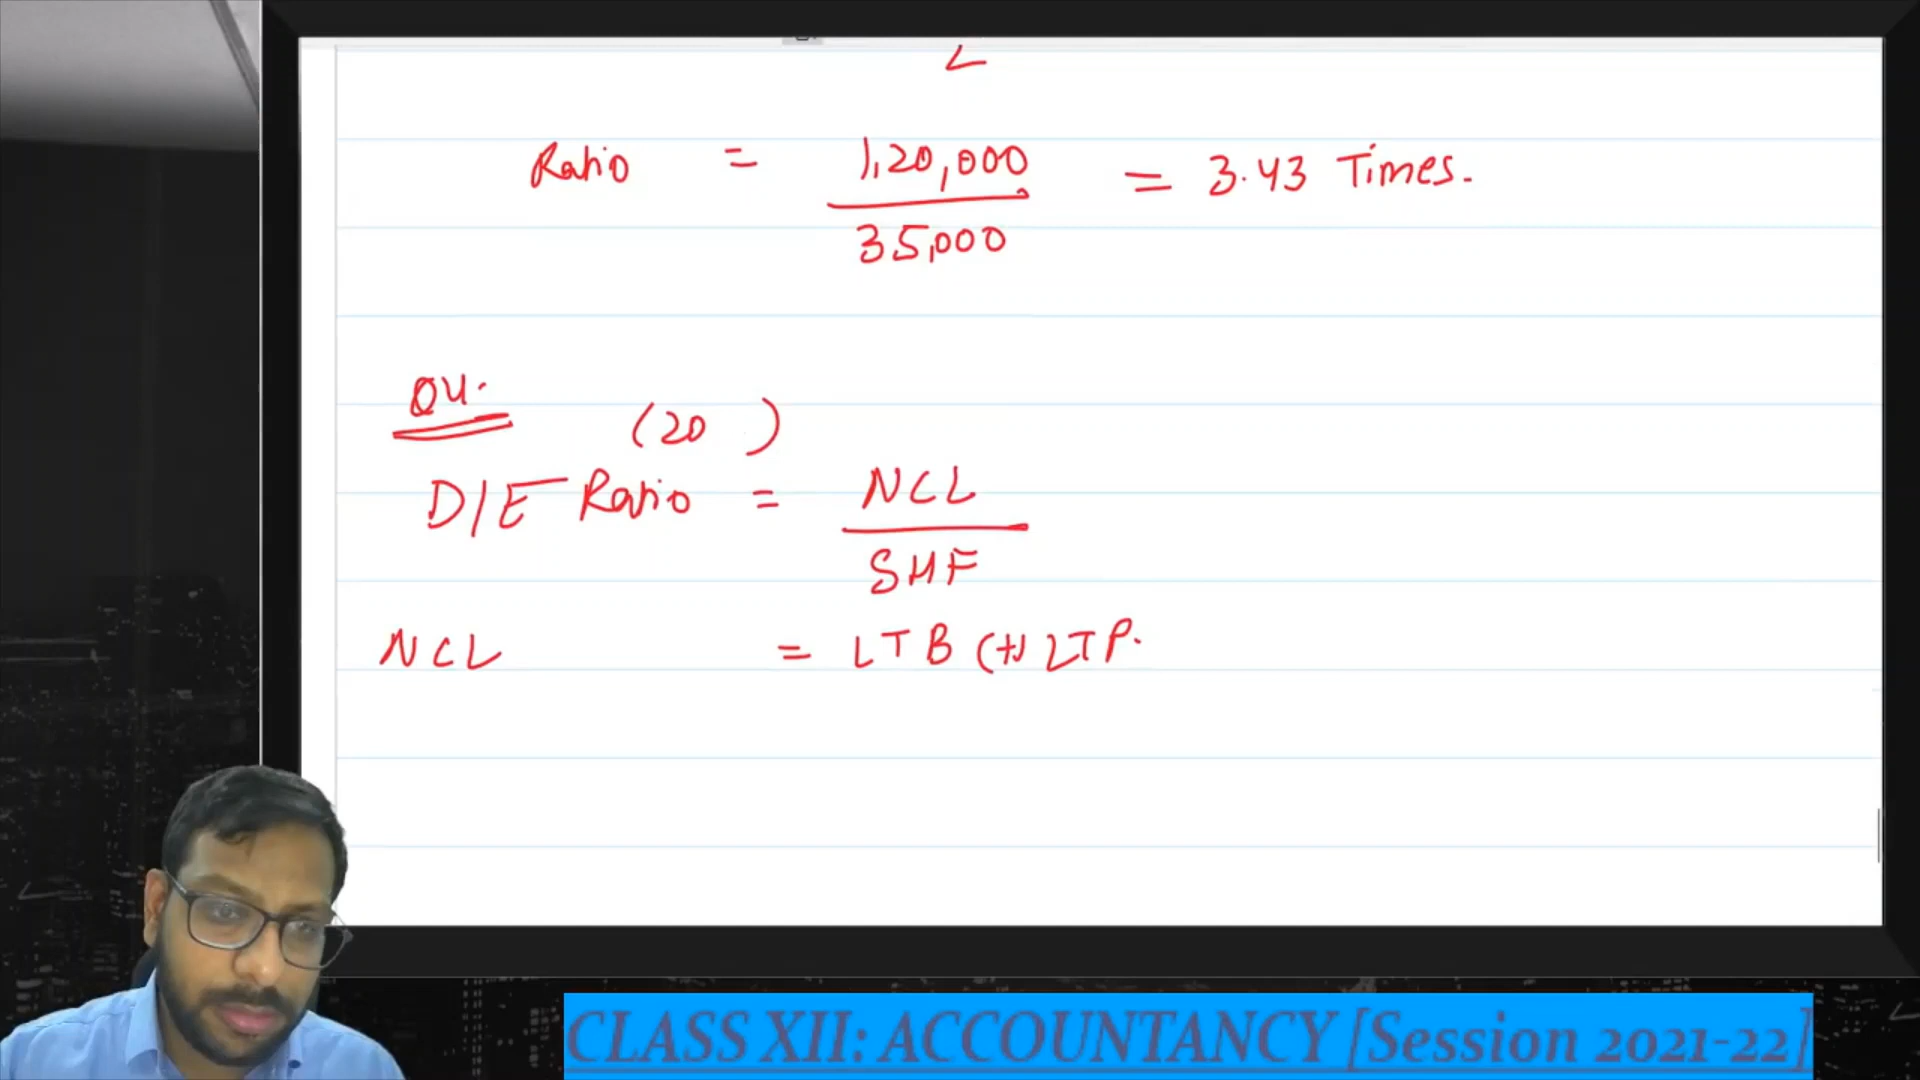 Ratio = 1,20,000 / 35,000 = 3.43 Times.
Q4. (20 )
D/E Ratio = NCL / SHF
NCL = LTB (+) LTP.
CLASS XII: ACCOUNTANCY [Session 2021-22]